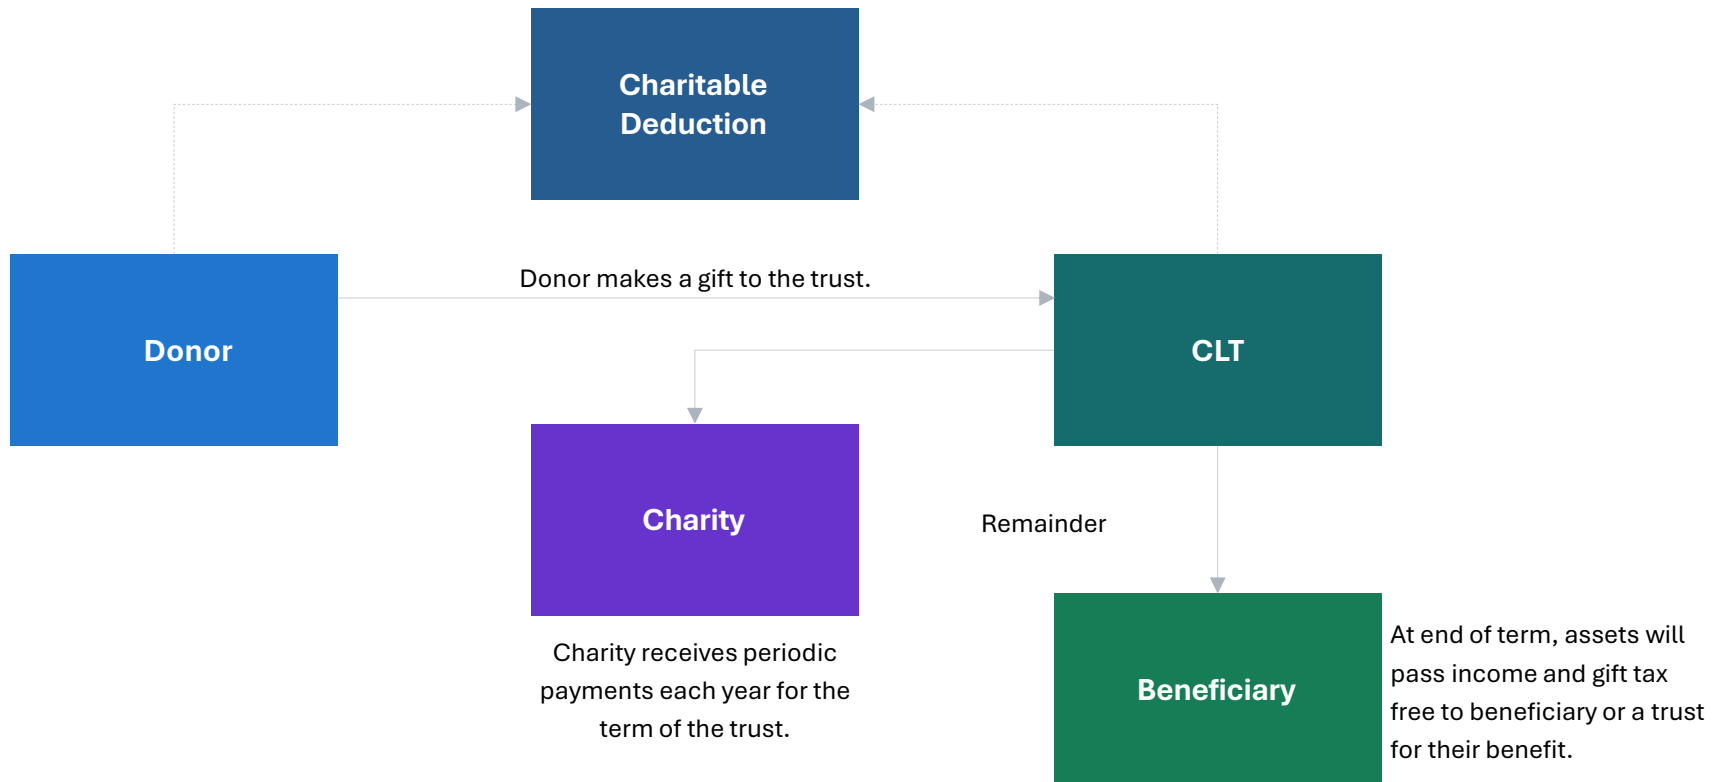 Charitable
Deduction
Donor makes a gift to the trust.
Donor
CLT
Charity
Remainder
Charity receives periodic
payments each year for the
term of the trust.
Beneficiary
At end of term, assets will
pass income and gift tax
free to beneficiary or a trust
for their benefit.